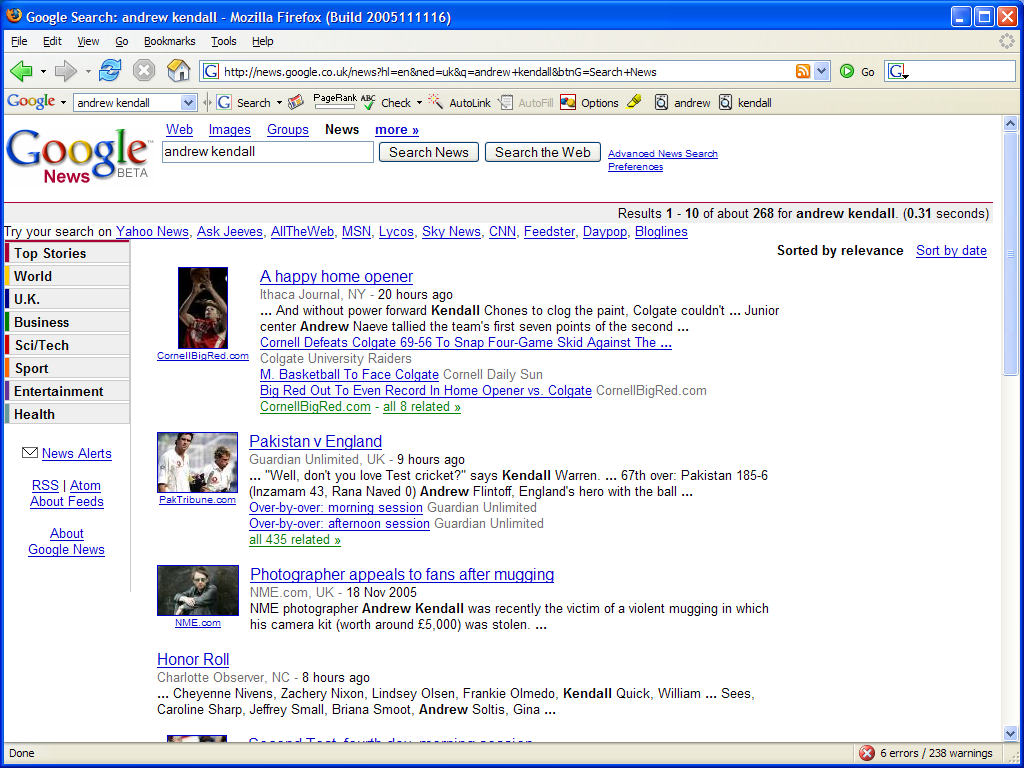 Google Search: andrew kendall - Mozilla Firefox (Build 2005111116)
File Edit View Go Bookmarks Tools Help
http://news.google.co.uk/news?hl=en&ned=uk&q=andrew+kendall&btnG=Search+News Go G
Google andrew kendall G Search PageRank ABC Check AutoLink AutoFill Options andrew kendall
Web Images Groups News more »
Google News BETA
andrew kendall Search News Search the Web Advanced News Search
Preferences
Results 1 - 10 of about 268 for andrew kendall. (0.31 seconds)
Try your search on Yahoo News, Ask Jeeves, AllTheWeb, MSN, Lycos, Sky News, CNN, Feedster, Daypop, Bloglines
Sorted by relevance Sort by date
Top Stories
World
U.K.
Business
Sci/Tech
Sport
Entertainment
Health
News Alerts
RSS | Atom
About Feeds
About
Google News
CornellBigRed.com
A happy home opener
Ithaca Journal, NY - 20 hours ago
... And without power forward Kendall Chones to clog the paint, Colgate couldn't ... Junior
center Andrew Naeve tallied the team's first seven points of the second ...
Cornell Defeats Colgate 69-56 To Snap Four-Game Skid Against The ...
Colgate University Raiders
M. Basketball To Face Colgate Cornell Daily Sun
Big Red Out To Even Record In Home Opener vs. Colgate CornellBigRed.com
CornellBigRed.com - all 8 related »
PakTribune.com
Pakistan v England
Guardian Unlimited, UK - 9 hours ago
... "Well, don't you love Test cricket?" says Kendall Warren. ... 67th over: Pakistan 185-6
(Inzamam 43, Rana Naved 0) Andrew Flintoff, England's hero with the ball ...
Over-by-over: morning session Guardian Unlimited
Over-by-over: afternoon session Guardian Unlimited
all 435 related »
NME.com
Photographer appeals to fans after mugging
NME.com, UK - 18 Nov 2005
NME photographer Andrew Kendall was recently the victim of a violent mugging in which
his camera kit (worth around £5,000) was stolen. ...
Honor Roll
Charlotte Observer, NC - 8 hours ago
... Cheyenne Nivens, Zachery Nixon, Lindsey Olsen, Frankie Olmedo, Kendall Quick, William ... Sees,
Caroline Sharp, Jeffrey Small, Briana Smoot, Andrew Soltis, Gina ...
Second Test, fourth day, morning session
Done 6 errors / 238 warnings